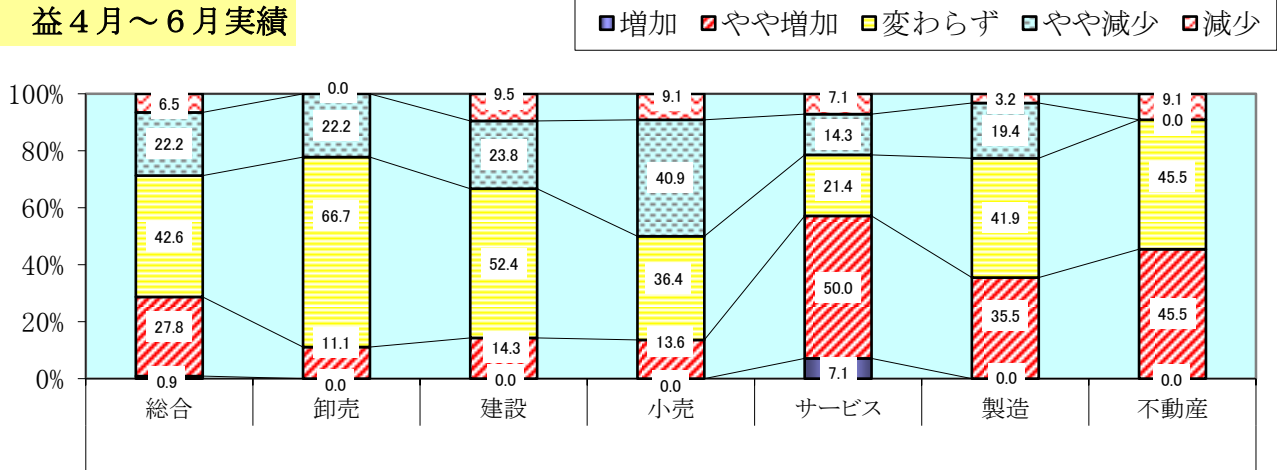 益４月～６月実績
増加 やや増加 変わらず やや減少 減少
100%
80%
60%
40%
20%
0%
6.5 0.0 9.5 9.1 7.1 3.2 9.1
22.2 22.2 23.8 40.9 14.3 19.4 0.0
42.6 66.7 52.4 36.4 21.4 41.9 45.5
27.8 11.1 14.3 13.6 50.0 35.5 45.5
0.9 0.0 0.0 0.0 7.1 0.0 0.0
総合 卸売 建設 小売 サービス 製造 不動産